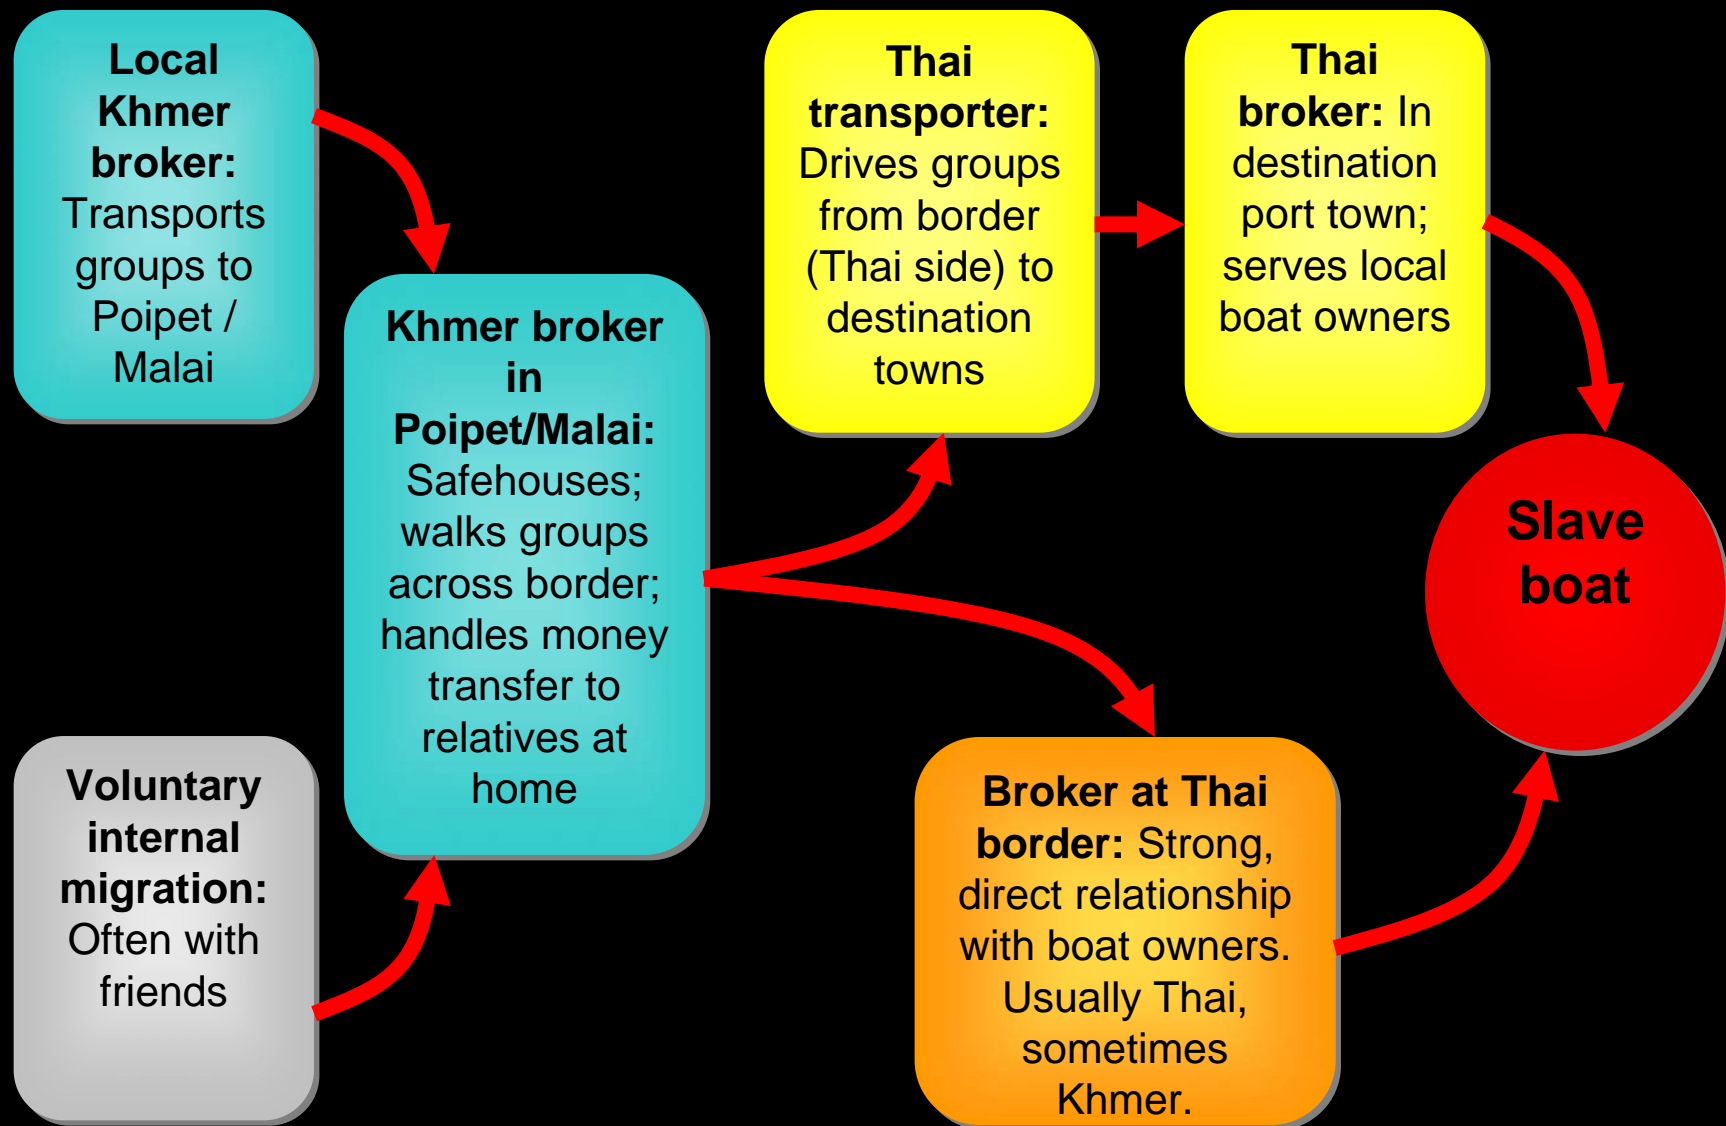 Local
Khmer
broker:
Transports
groups to
Poipet /
Malai
Voluntary
internal
migration:
Often with
friends
Khmer broker
in
Poipet/Malai:
Safehouses;
walks groups
across border;
handles money
transfer to
relatives at
home
Thai
transporter:
Drives groups
from border
(Thai side) to
destination
towns
Thai
broker: In
destination
port town;
serves local
boat owners
Broker at Thai
border: Strong,
direct relationship
with boat owners.
Usually Thai,
sometimes
Khmer.
Slave
boat